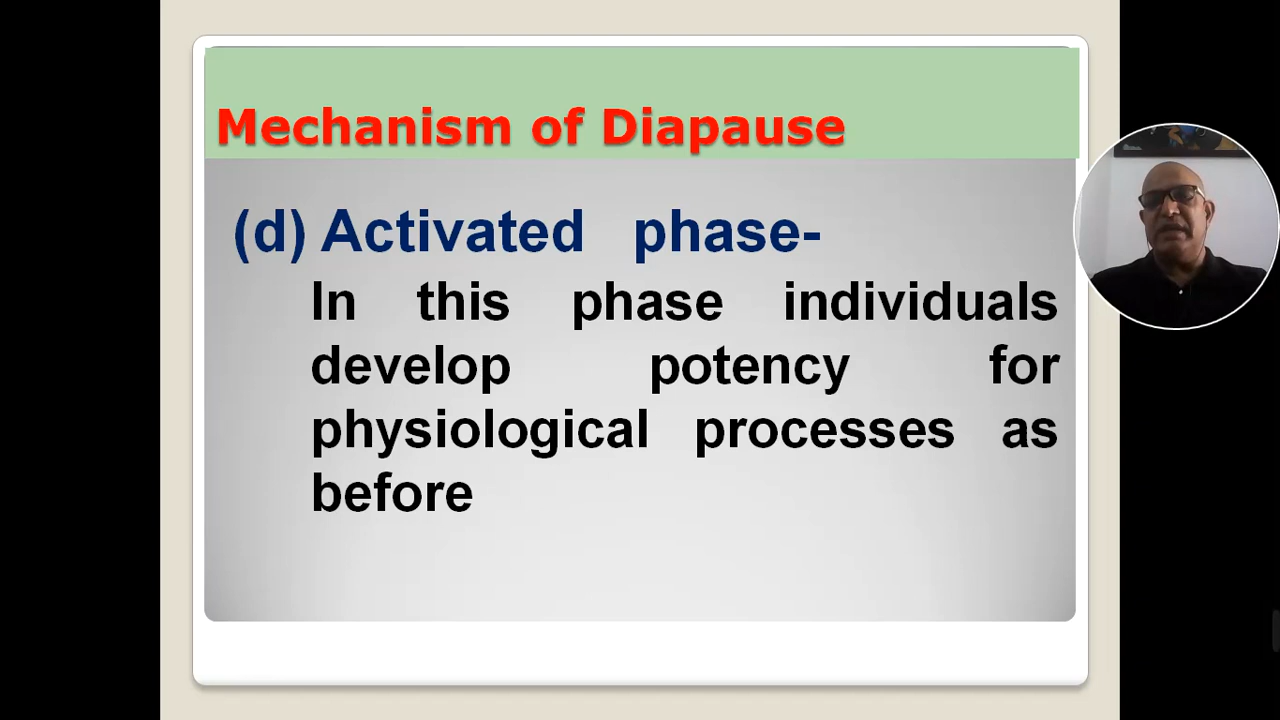 Mechanism of Diapause
(d) Activated phase-
In this phase individuals
develop potency for
physiological processes as
before